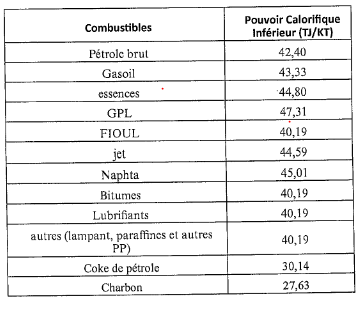 Combustibles
Pouvoir Calorifique
Inférieur (TJ/KT)
Pétrole brut
42,40
Gasoil
43,33
essences
44,80
GPL
47,31
FIOUL
40,19
jet
44,59
Naphta
45,01
Bitumes
40,19
Lubrifiants
40,19
autres (lampant, paraffines et autres
PP)
40,19
Coke de pétrole
30,14
Charbon
27,63